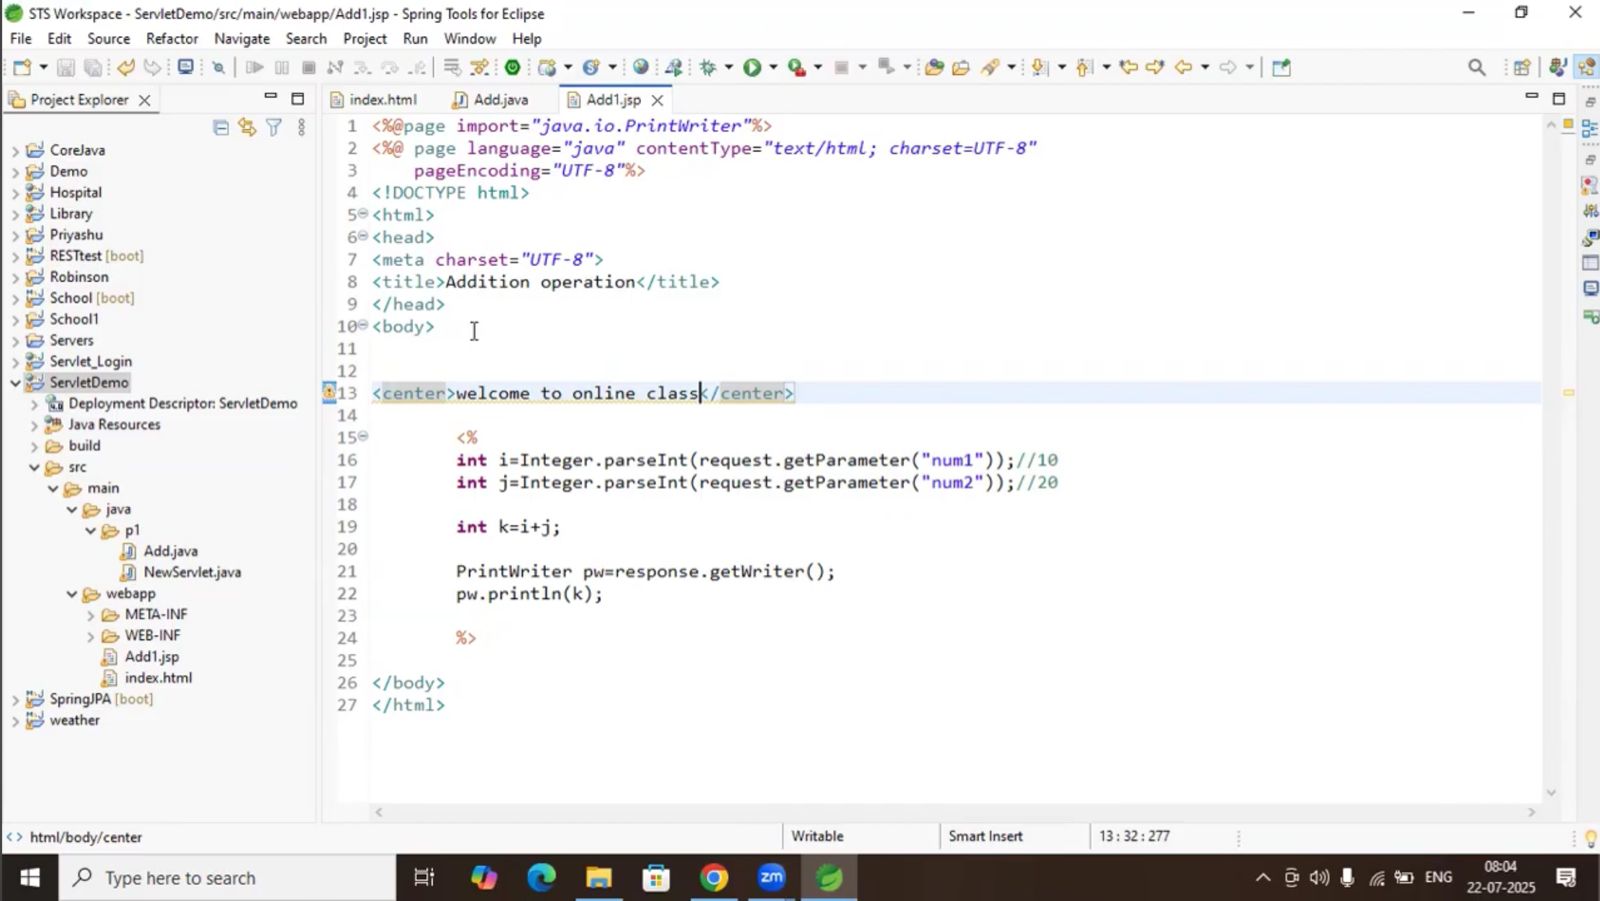 STS Workspace - ServletDemo/src/main/webapp/Add1.jsp - Spring Tools for Eclipse
File Edit Source Refactor Navigate Search Project Run Window Help
Project Explorer
index.html Add.java Add1.jsp
CoreJava
Demo
Hospital
Library
Priyashu
RESTtest [boot]
Robinson
School [boot]
School1
Servers
Servlet_Login
ServletDemo
Deployment Descriptor: ServletDemo
Java Resources
build
src
main
java
p1
Add.java
NewServlet.java
webapp
META-INF
WEB-INF
Add1.jsp
index.html
SpringJPA [boot]
weather
1 <%@page import="java.io.PrintWriter"%>
2 <%@ page language="java" contentType="text/html; charset=UTF-8"
3     pageEncoding="UTF-8"%>
4 <!DOCTYPE html>
5 <html>
6 <head>
7 <meta charset="UTF-8">
8 <title>Addition operation</title>
9 </head>
10 <body>
11
12
13 <center>welcome to online class</center>
14
15 <%
16 int i=Integer.parseInt(request.getParameter("num1"));//10
17 int j=Integer.parseInt(request.getParameter("num2"));//20
18
19 int k=i+j;
20
21 PrintWriter pw=response.getWriter();
22 pw.println(k);
23
24 %>
25
26 </body>
27 </html>
<> html/body/center Writable Smart Insert 13 : 32 : 277
Type here to search
zm
ENG
08:04
22-07-2025